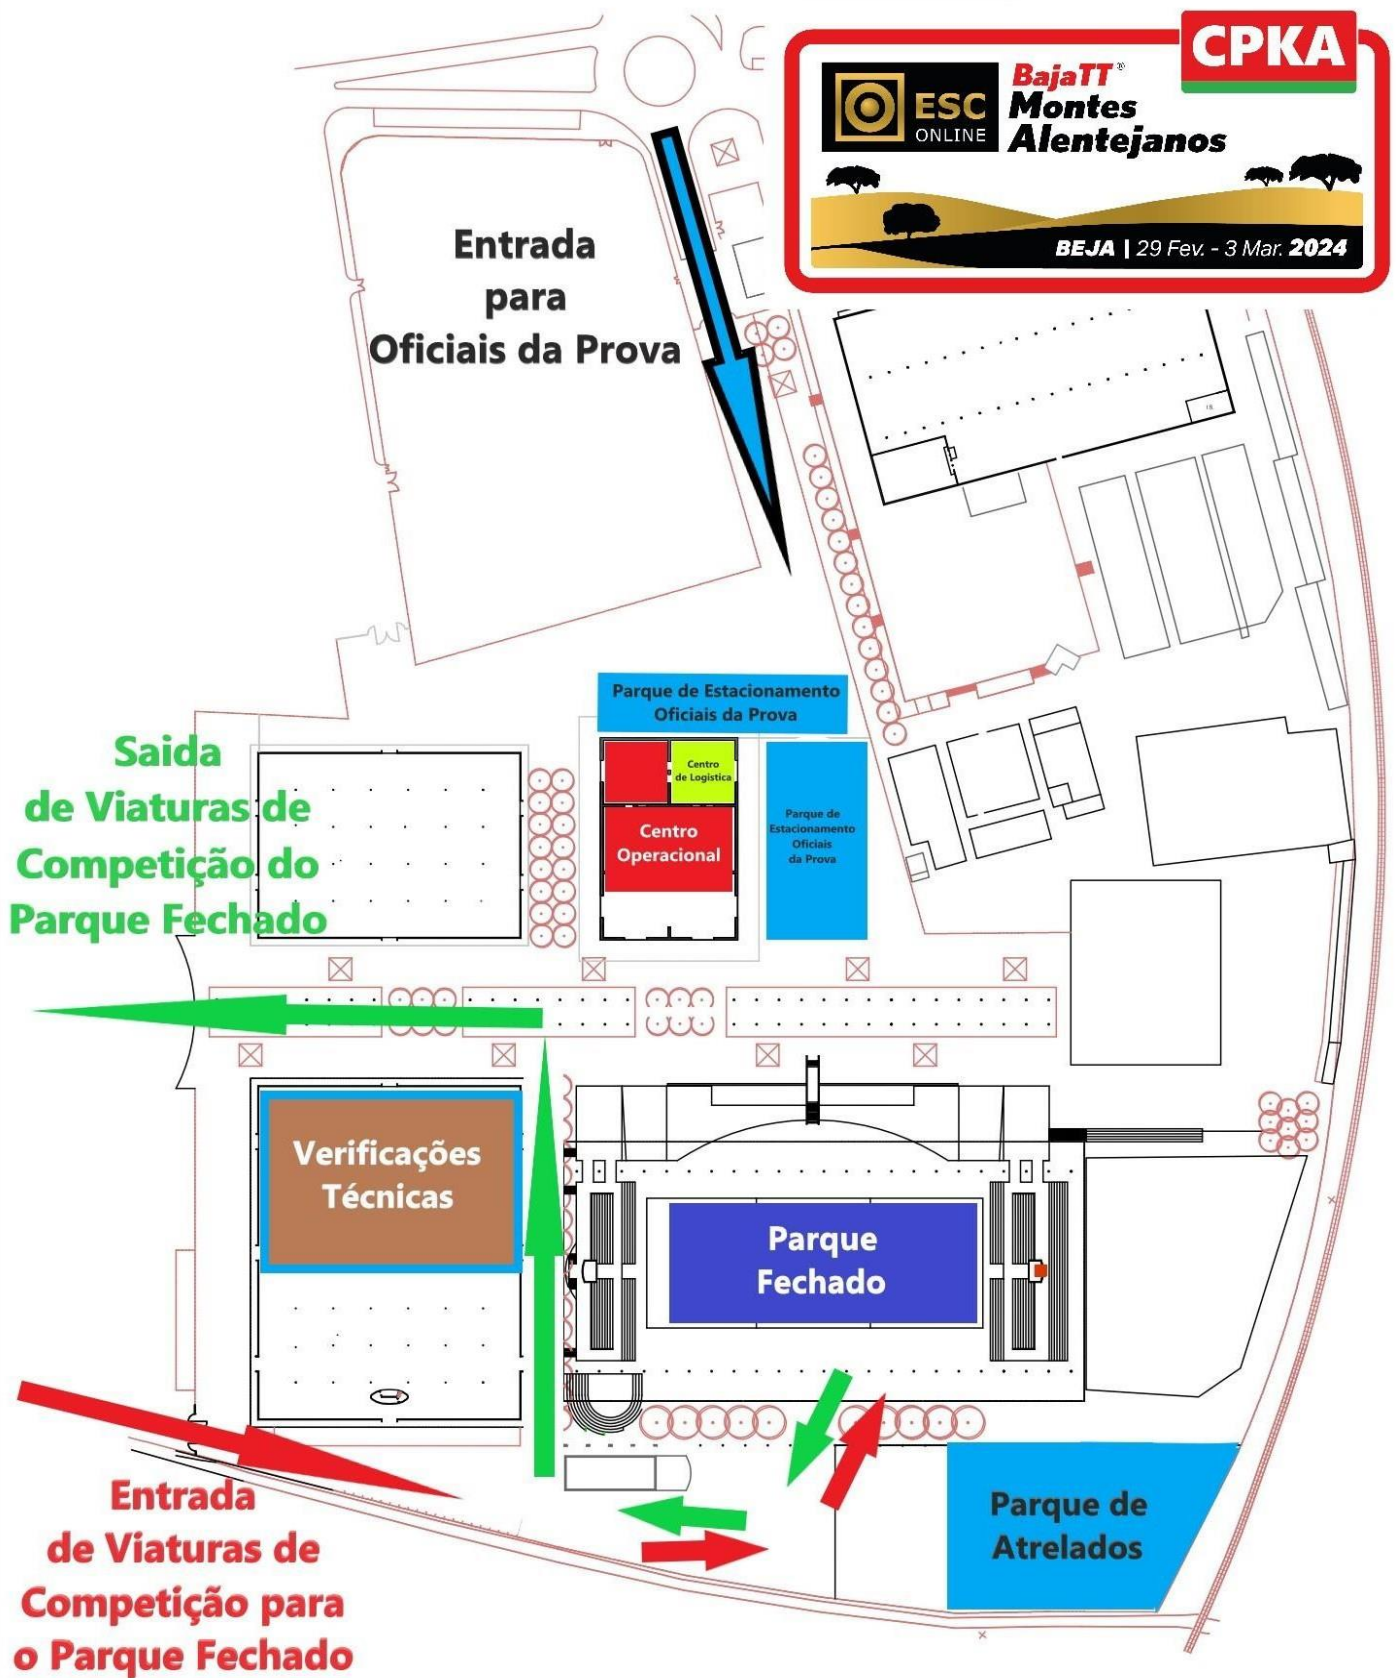 CPKA
ESC
ONLINE
BajaTT®
Montes
Alentejanos
BEJA | 29 Fev. - 3 Mar. 2024
Entrada
para
Oficiais da Prova
Parque de Estacionamento
Oficiais da Prova
Saida
de Viaturas de
Competição do
Parque Fechado
Centro
de Logística
Centro
Operacional
Parque de
Estacionamento
Oficiais
da Prova
Verificações
Técnicas
Parque
Fechado
Parque de
Atrelados
Entrada
de Viaturas de
Competição para
o Parque Fechado